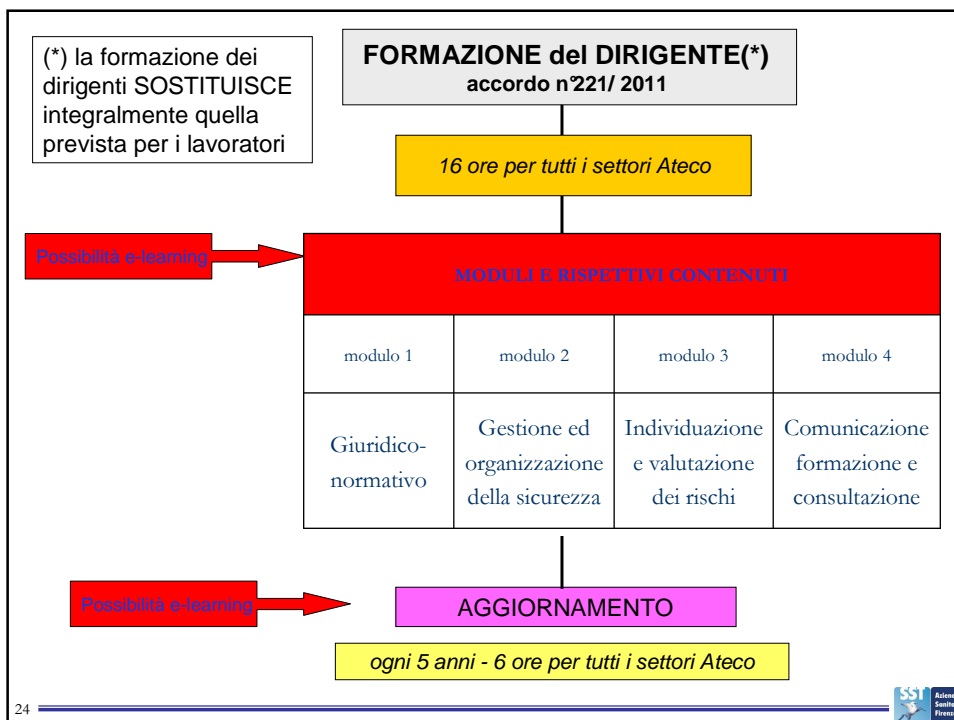 (*) la formazione dei
dirigenti SOSTITUISCE
integralmente quella
prevista per i lavoratori
FORMAZIONE del DIRIGENTE(*)
accordo n°221/ 2011
16 ore per tutti i settori Ateco
Possibilità e-learning
MODULI E RISPETTIVI CONTENUTI
modulo 1
modulo 2
modulo 3
modulo 4
Giuridico-
normativo
Gestione ed
organizzazione
della sicurezza
Individuazione
e valutazione
dei rischi
Comunicazione
formazione e
consultazione
Possibilità e-learning
AGGIORNAMENTO
ogni 5 anni - 6 ore per tutti i settori Ateco
24
SST
Firenze